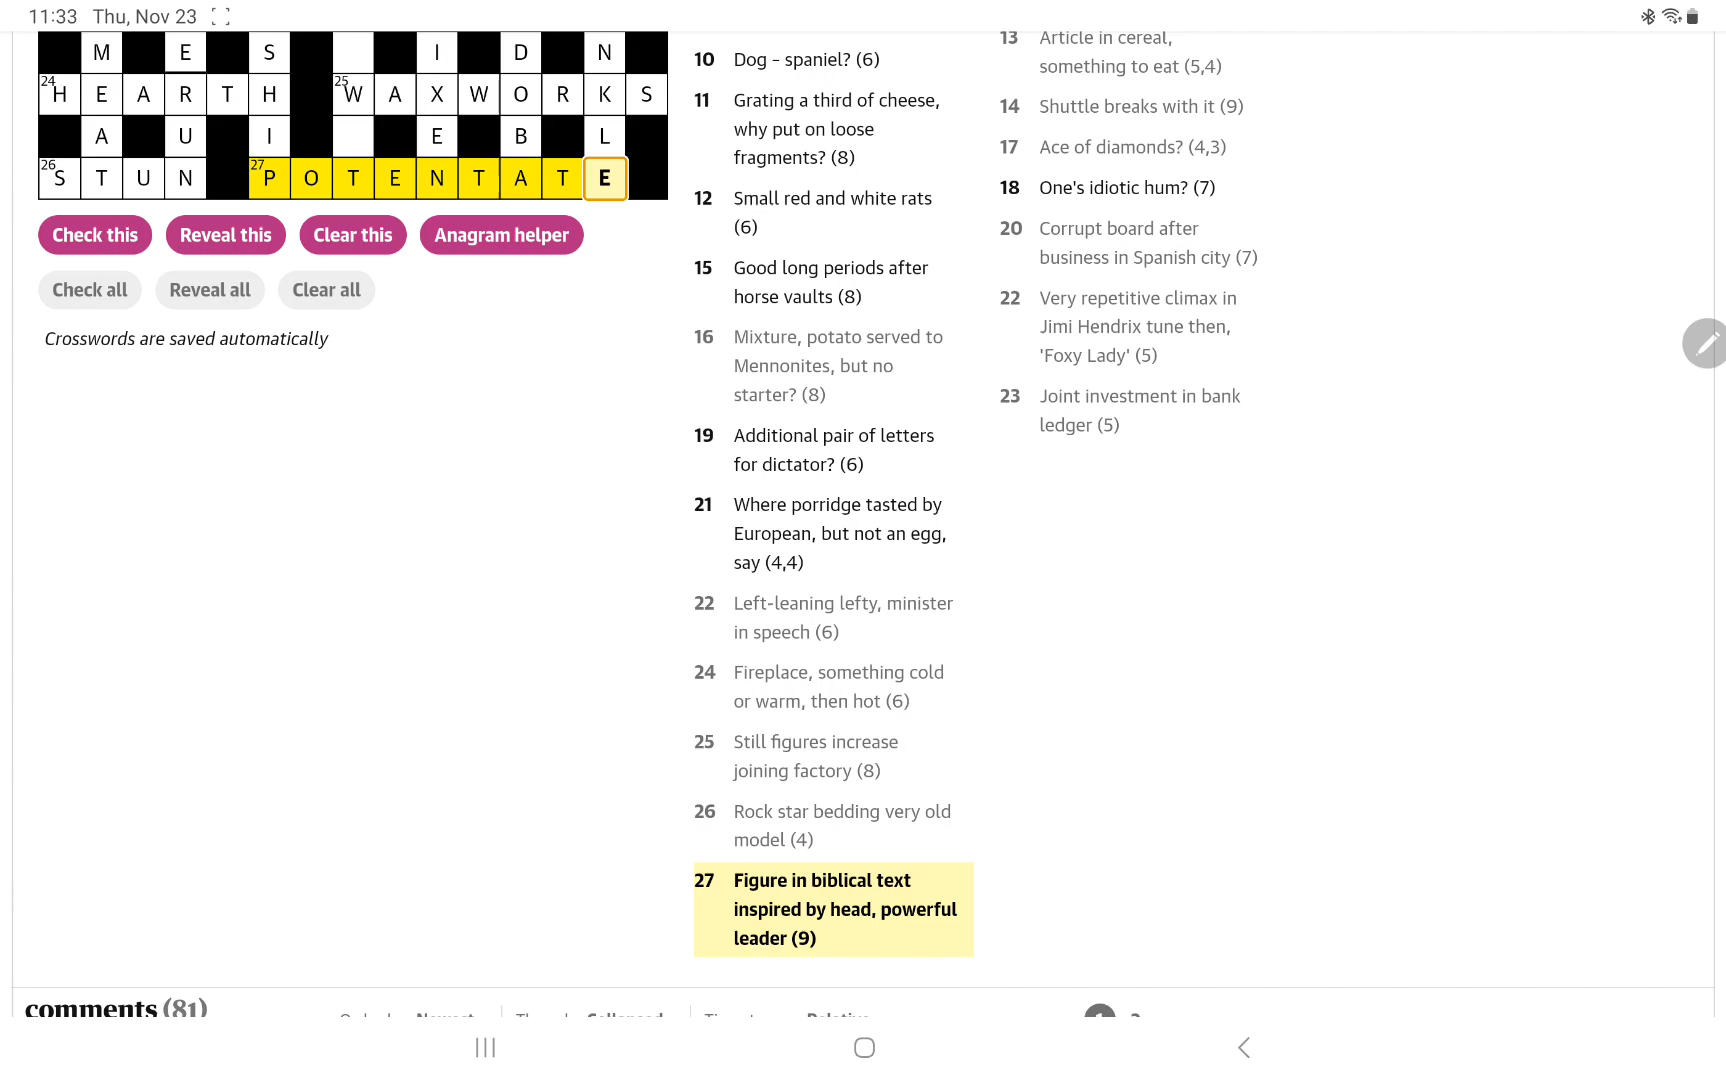 11:33 Thu, Nov 23
M E S I D N
24 H E A R T H 25 W A X W O R K S
A U I E B L
26 S T U N 27 P O T E N T A T E
Check this Reveal this Clear this Anagram helper
Check all Reveal all Clear all
Crosswords are saved automatically
10 Dog - spaniel? (6)
11 Grating a third of cheese,
why put on loose
fragments? (8)
12 Small red and white rats
(6)
15 Good long periods after
horse vaults (8)
16 Mixture, potato served to
Mennonites, but no
starter? (8)
19 Additional pair of letters
for dictator? (6)
21 Where porridge tasted by
European, but not an egg,
say (4,4)
22 Left-leaning lefty, minister
in speech (6)
24 Fireplace, something cold
or warm, then hot (6)
25 Still figures increase
joining factory (8)
26 Rock star bedding very old
model (4)
27 Figure in biblical text
inspired by head, powerful
leader (9)
13 Article in cereal,
something to eat (5,4)
14 Shuttle breaks with it (9)
17 Ace of diamonds? (4,3)
18 One's idiotic hum? (7)
20 Corrupt board after
business in Spanish city (7)
22 Very repetitive climax in
Jimi Hendrix tune then,
'Foxy Lady' (5)
23 Joint investment in bank
ledger (5)
comments (81)